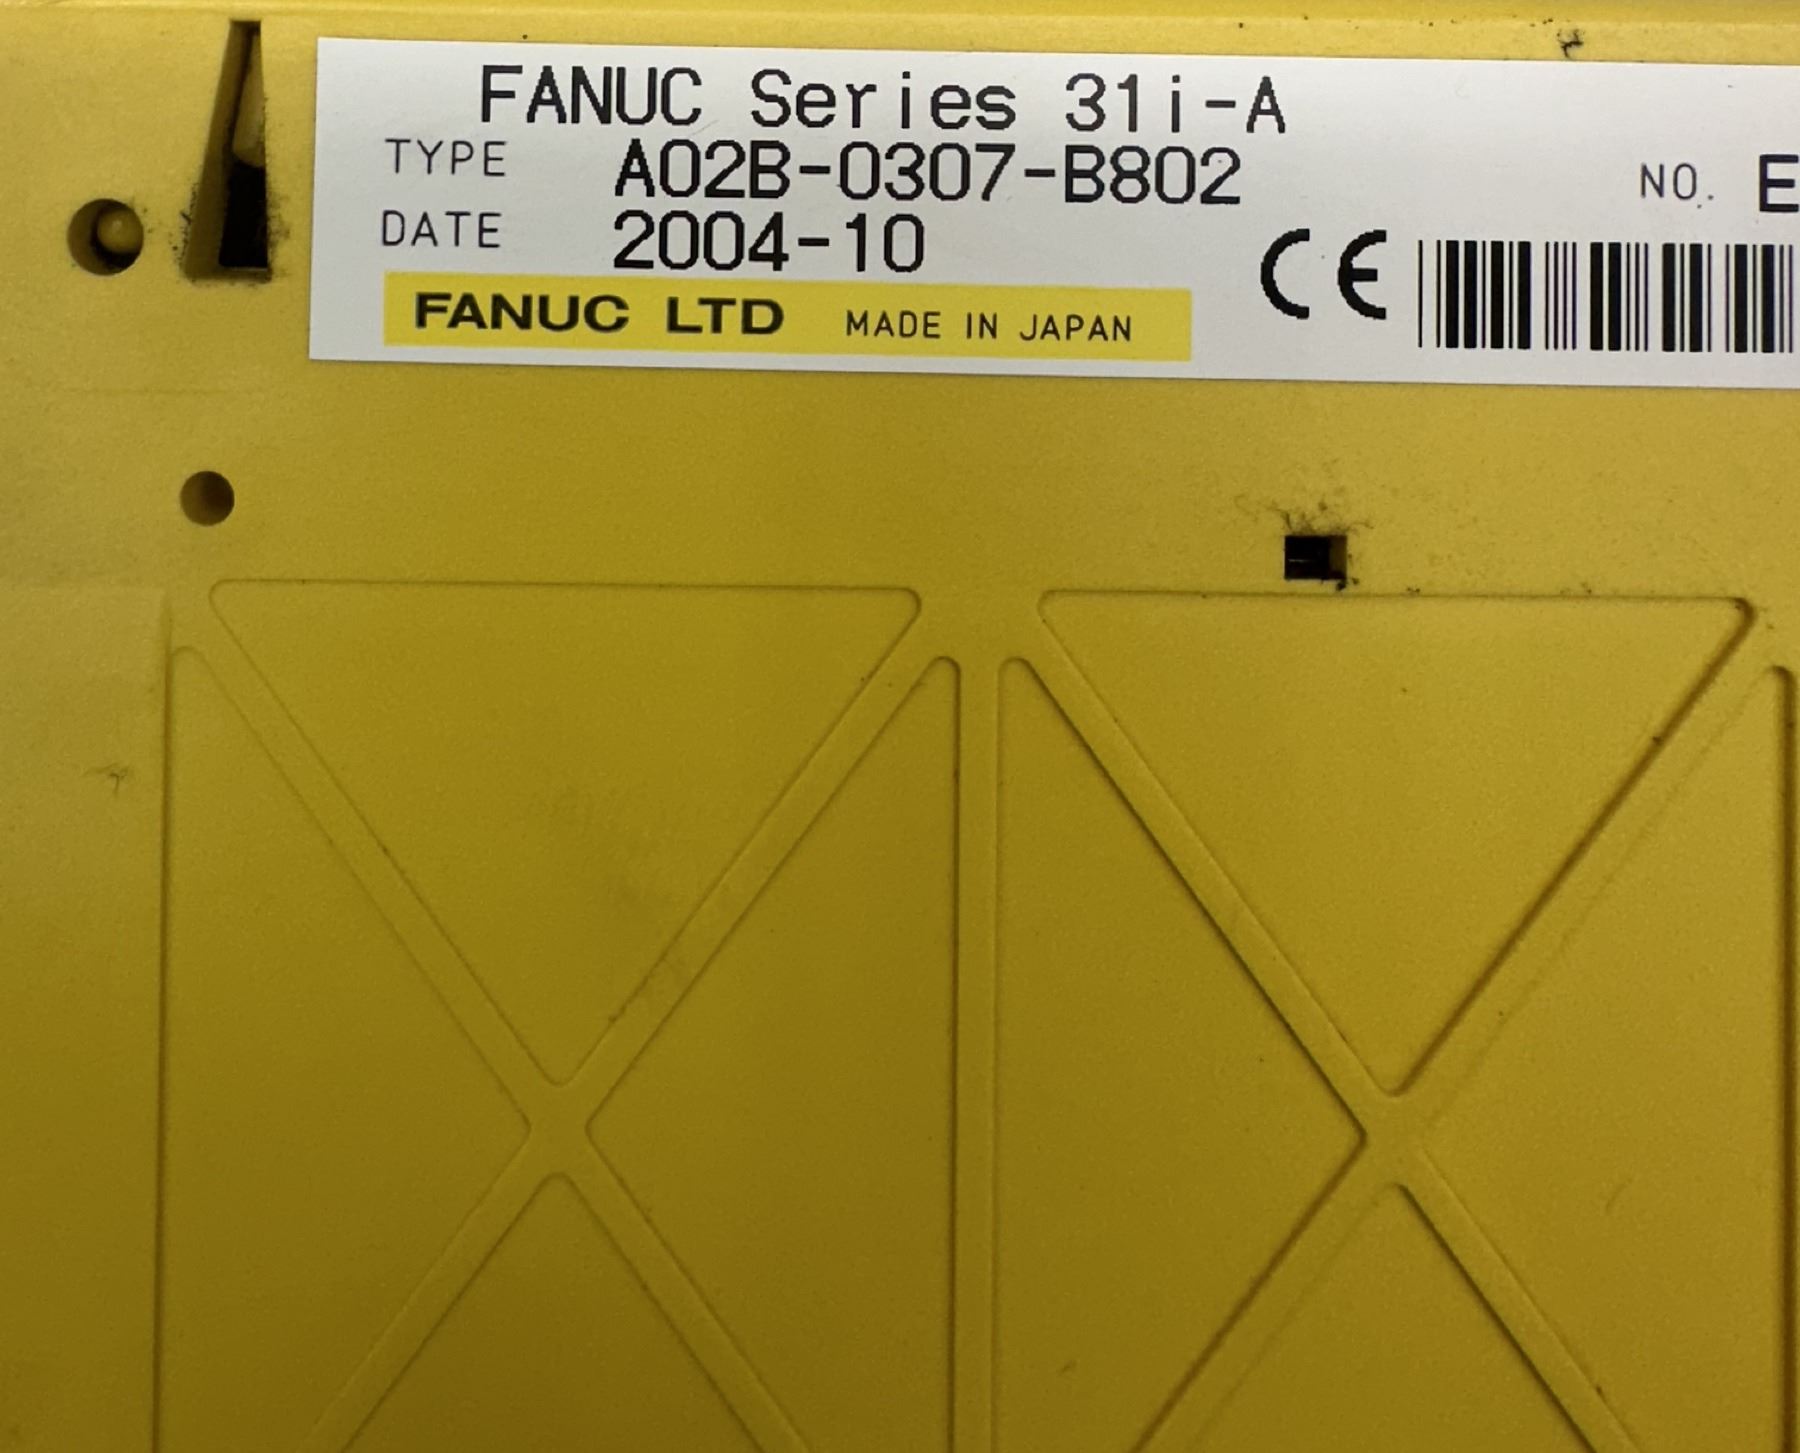 FANUC Series 31i-A
TYPE A02B-0307-B802 NO. E
DATE 2004-10
CE
FANUC LTD MADE IN JAPAN